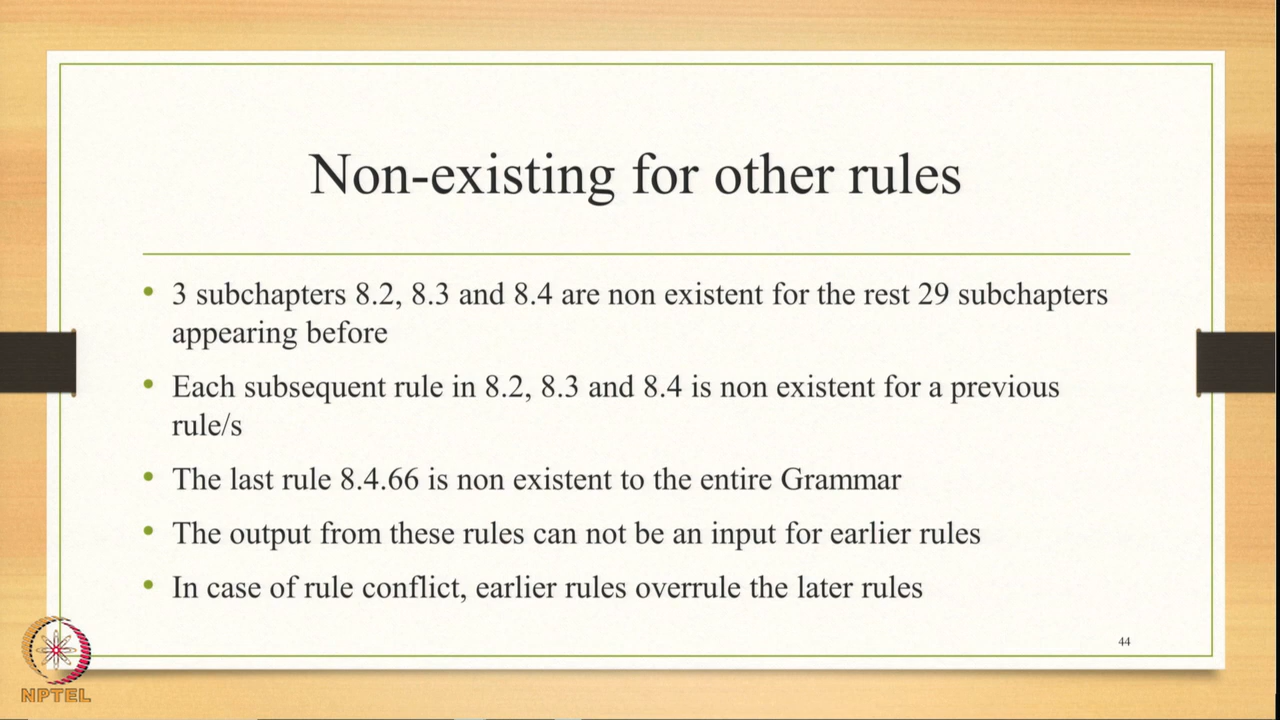 Non-existing for other rules
• 3 subchapters 8.2, 8.3 and 8.4 are non existent for the rest 29 subchapters
appearing before
• Each subsequent rule in 8.2, 8.3 and 8.4 is non existent for a previous
rule/s
• The last rule 8.4.66 is non existent to the entire Grammar
• The output from these rules can not be an input for earlier rules
• In case of rule conflict, earlier rules overrule the later rules
44
NPTEL